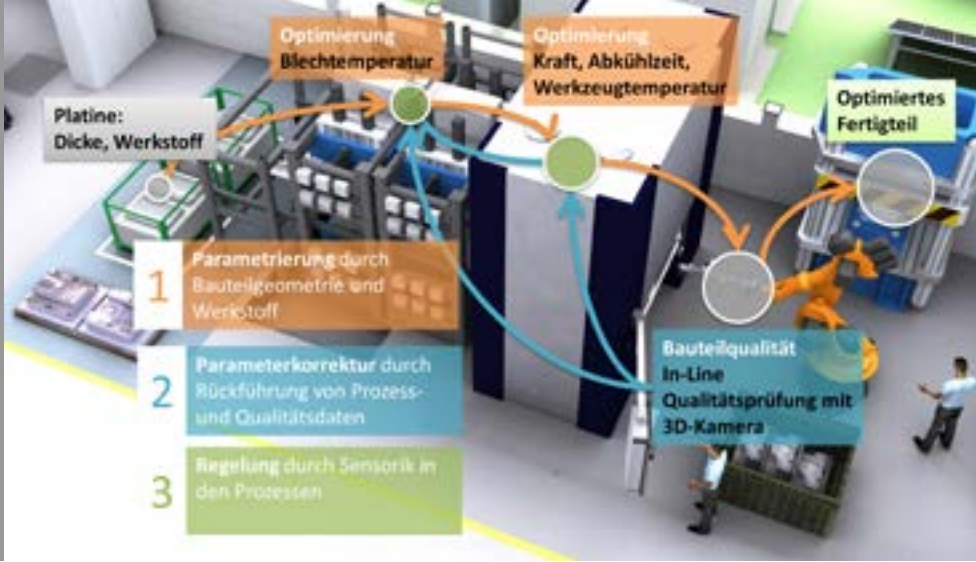 Optimierung
Blechtemperatur
Optimierung
Kraft, Abkühlzeit,
Werkzeugtemperatur
Platine:
Dicke, Werkstoff
Optimiertes
Fertigteil
1
Parametrierung durch
Bauteilgeometrie und
Werkstoff
2
Parameterkorrektur durch
Rückführung von Prozess-
und Qualitätsdaten
3
Regelung durch Sensorik in
den Prozessen
Bauteilqualität
In-Line
Qualitätsprüfung mit
3D-Kamera